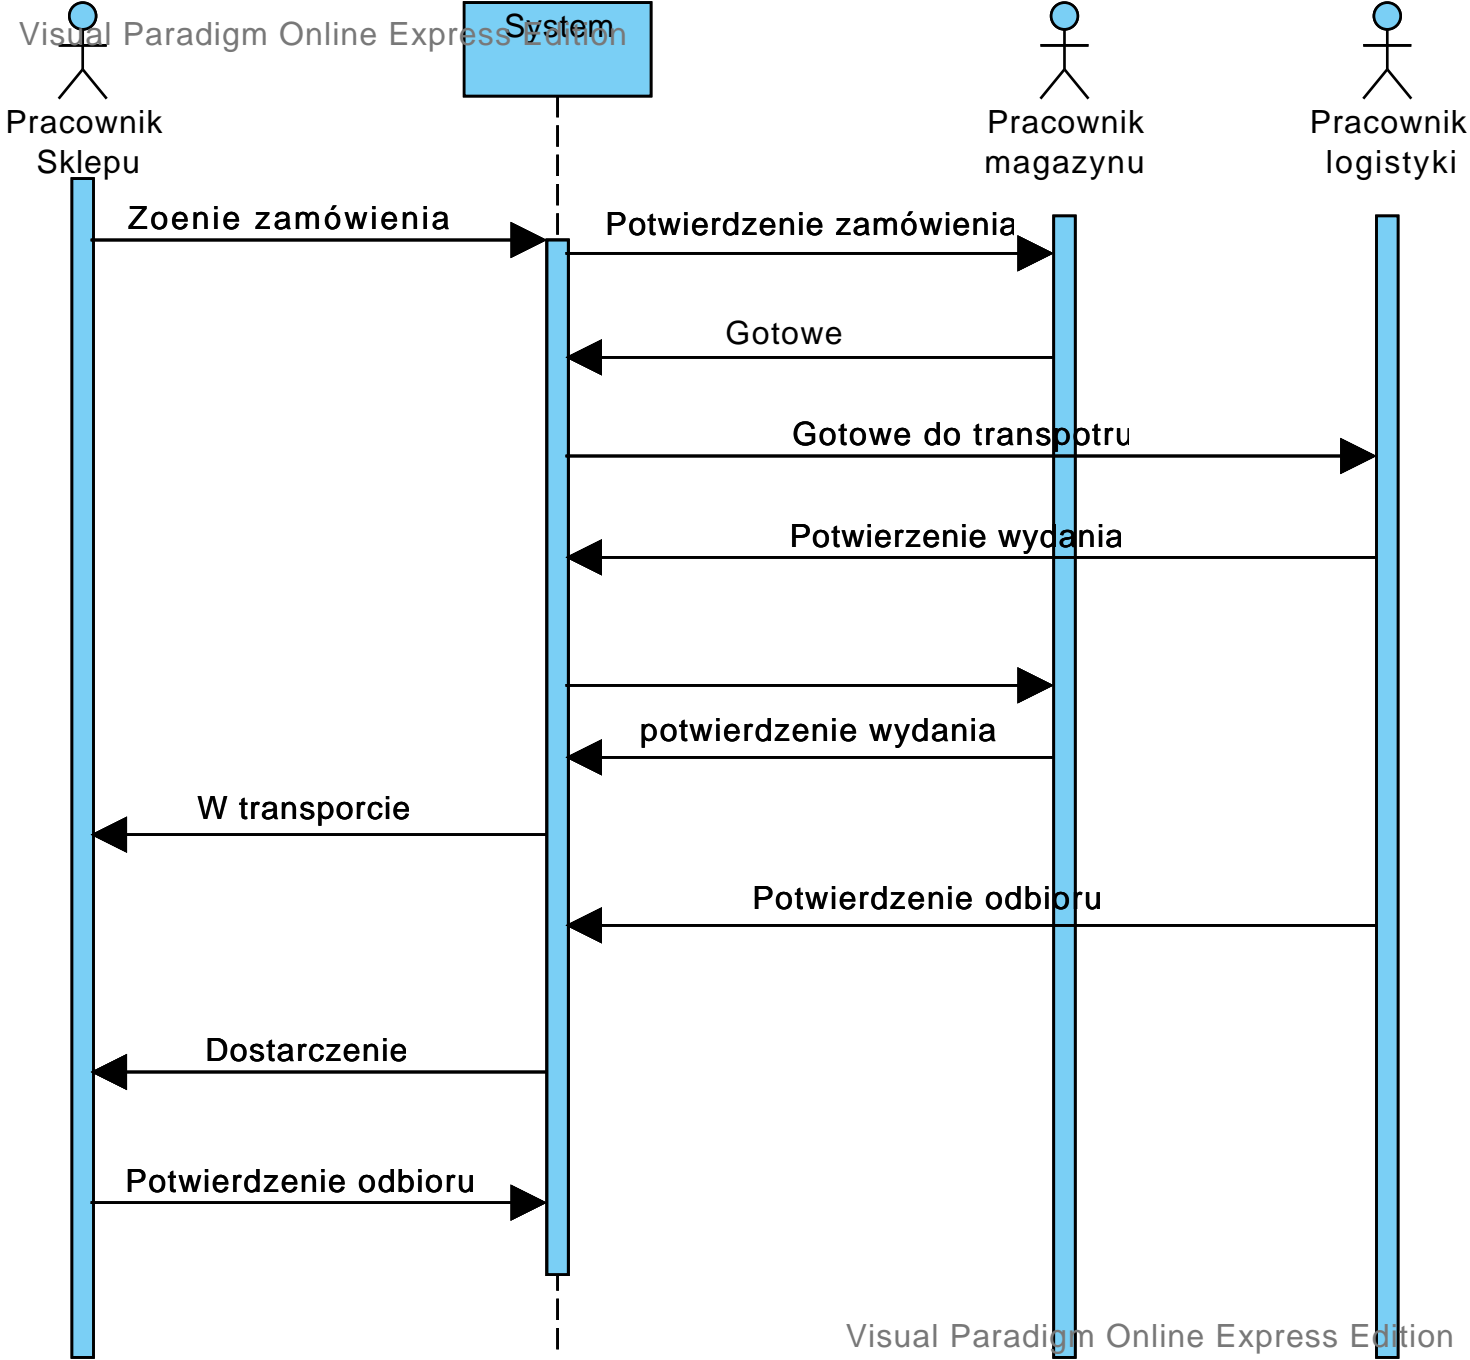 Visual Paradigm Online Express Edition
System
Pracownik
Sklepu
Pracownik
magazynu
Pracownik
logistyki
Zoenie zamówienia
Potwierdzenie zamówienia
Gotowe
Gotowe do transpotru
Potwierzenie wydania
potwierdzenie wydania
W transporcie
Potwierdzenie odbioru
Dostarczenie
Potwierdzenie odbioru
Visual Paradigm Online Express Edition